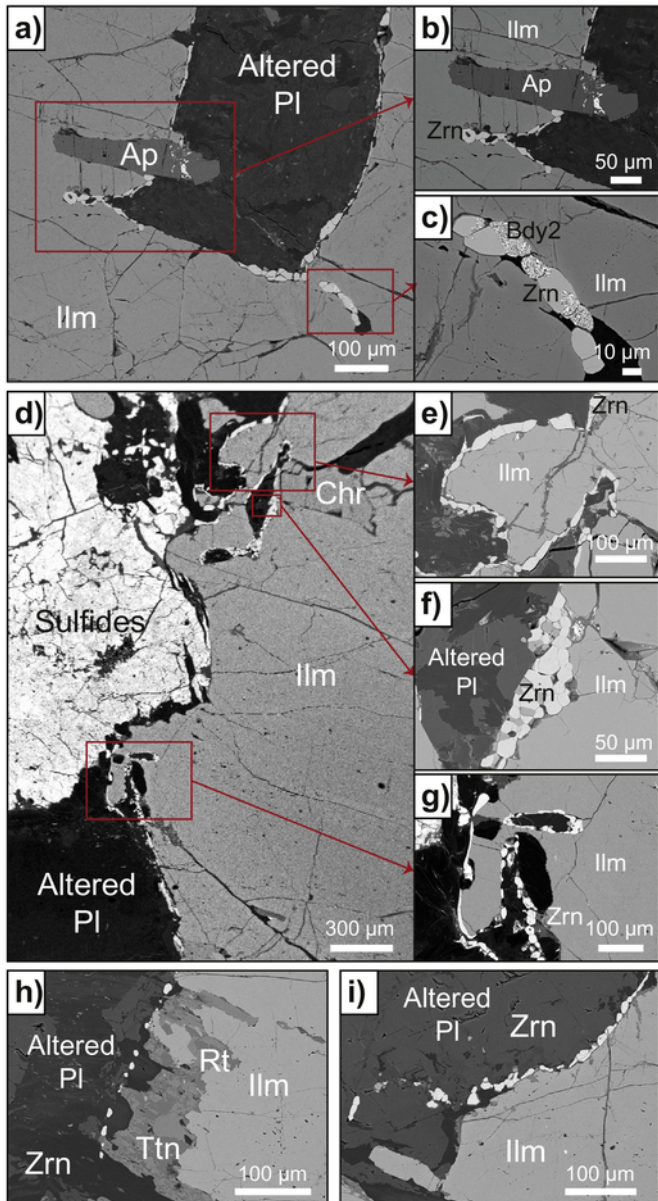 a)
Altered
Pl
Ap
Ilm
100 µm
b)
Ilm
Ap
Zrn
50 µm
c)
Bdy2
Zrn
Ilm
10 µm
d)
Chr
Sulfides
Ilm
Altered
Pl
300 µm
e)
Zrn
Ilm
100 µm
f)
Altered
Pl
Zrn
Ilm
50 µm
g)
Ilm
Zrn
100 µm
h)
Altered
Pl
Rt
Ilm
Ttn
Zrn
100 µm
i)
Altered
Pl
Zrn
Ilm
100 µm